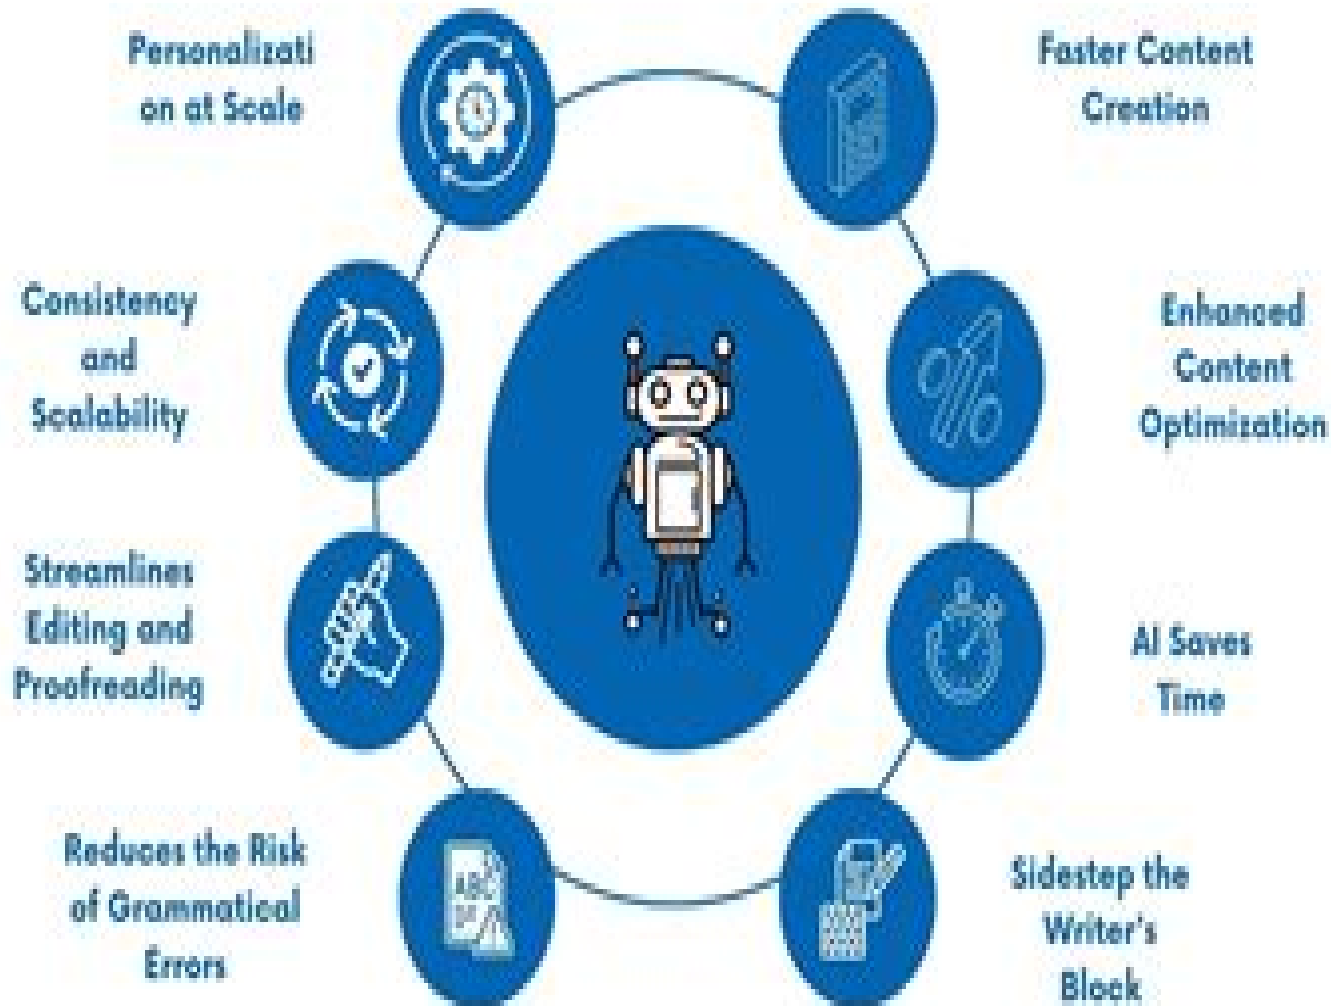 Personalizati
on at Scale
Faster Content
Creation
Consistency
and
Scalability
Enhanced
Content
Optimization
Streamlines
Editing and
Proofreading
AI Saves
Time
Reduces the Risk
of Grammatical
Errors
Sidestep the
Writer's
Block
ABC